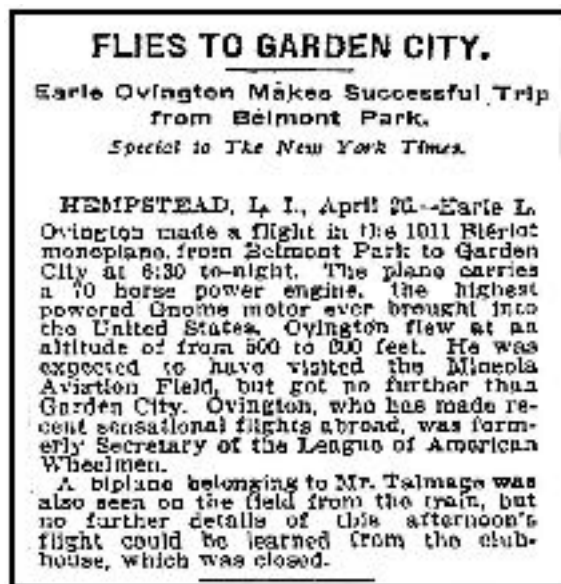 FLIES TO GARDEN CITY.
Earle Ovington Makes Successful Trip
from Belmont Park.
Special to The New York Times.
HEMPSTEAD, L. I., April —Earle L.
Ovington made a flight in the 1911 Blériot
monoplane, from Belmont Park to Garden
City at 6:30 to-night. The plane carries
a 70 horse power engine, the highest
powered Gnome motor ever brought into
the United States. Ovington flew at an
altitude of from 500 to 600 feet. He was
expected to have visited the Mineola
Aviation Field, but got no further than
Garden City. Ovington, who has made re-
cent sensational flights abroad, was form-
erly Secretary of the League of American
Wheelmen.
A biplane belonging to Mr. Talmage was
also seen on the field from the train, but
no further details of this afternoon's
flight could be learned from the club-
house, which was closed.